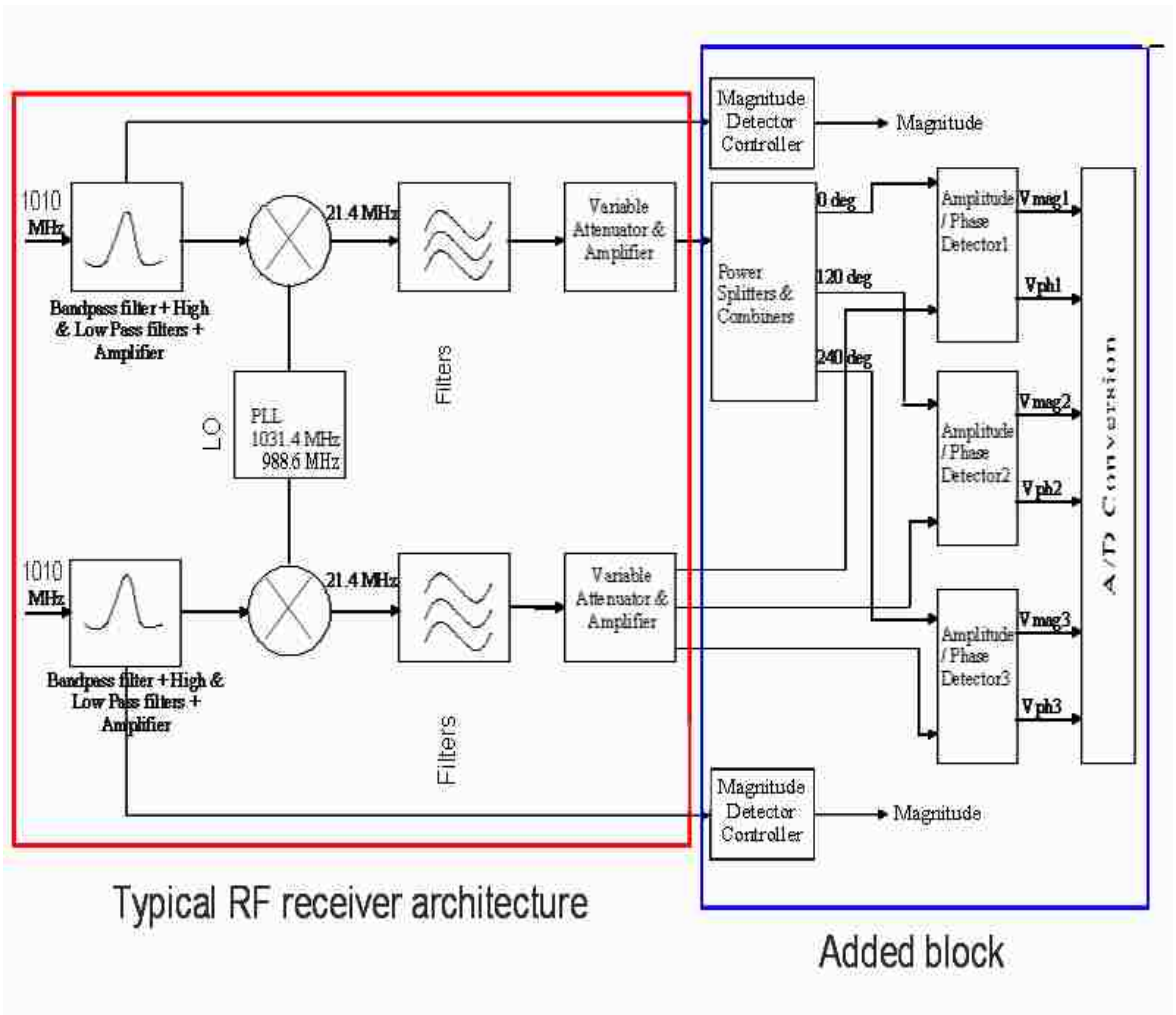 Magnitude
Detector
Controller
Magnitude
1010
MHz
Bandpass filter + High
& Low Pass filters +
Amplifier
21.4 MHz
Filters
Variable
Attenuator &
Amplifier
Power
Splitters &
Combiners
0 deg
120 deg
240 deg
Amplitude
/ Phase
Detector1
Vmag1
Vph1
LO
PLL
1031.4 MHz
988.6 MHz
Amplitude
/ Phase
Detector2
Vmag2
Vph2
A/D Conversion
1010
MHz
Bandpass filter + High &
Low Pass filters +
Amplifier
21.4 MHz
Filters
Variable
Attenuator &
Amplifier
Amplitude
/ Phase
Detector3
Vmag3
Vph3
Magnitude
Detector
Controller
Magnitude
Typical RF receiver architecture
Added block